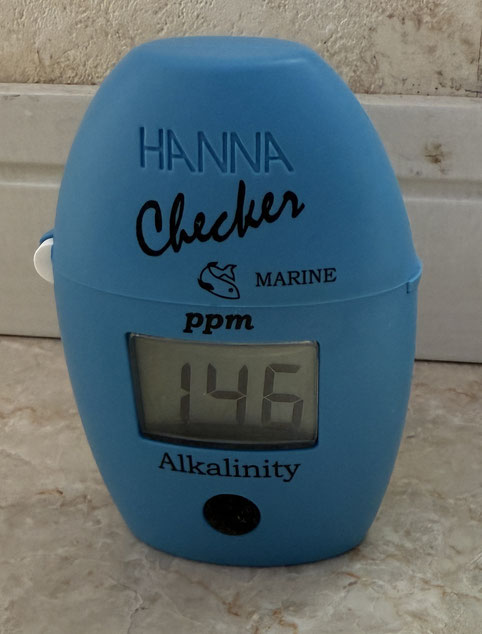 HANNA
Checker
MARINE
ppm
146
Alkalinity